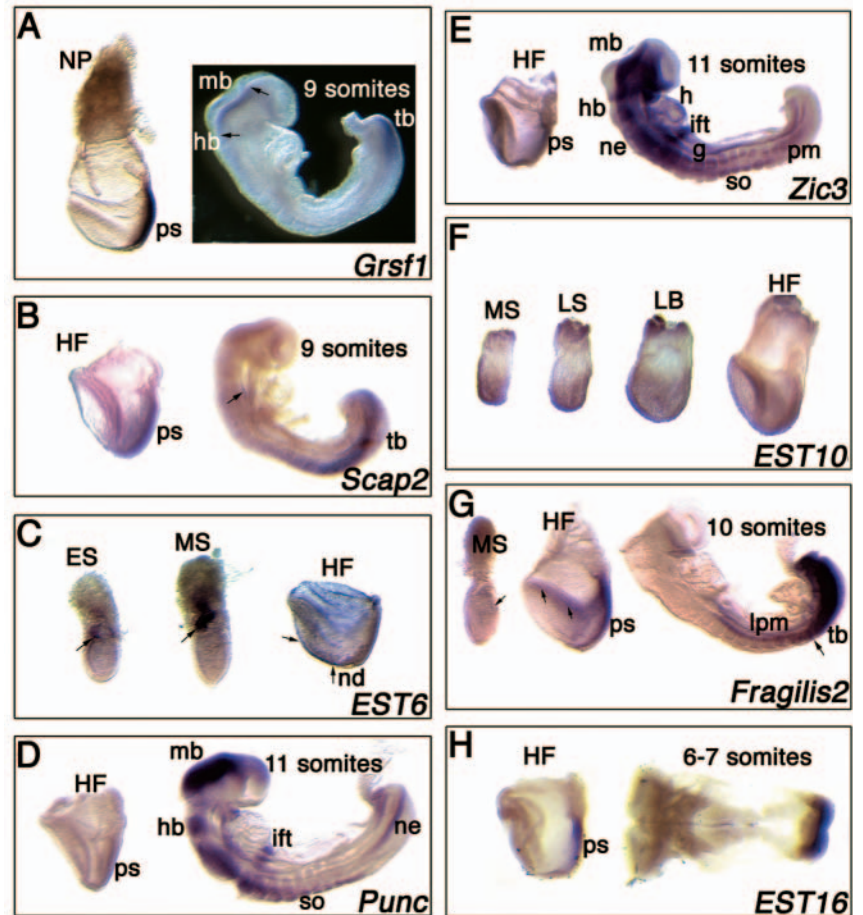 A
NP
mb
9 somites
tb
hb
ps
Grsf1
B
HF
9 somites
ps
tb
Scap2
C
ES
MS
HF
nd
EST6
D
HF
mb
11 somites
hb
ift
ne
ps
so
Punc
E
HF
mb
11 somites
h
hb
ift
ps
ne
g
pm
so
Zic3
F
MS
LS
LB
HF
EST10
G
MS
HF
10 somites
ps
lpm
tb
Fragilis2
H
HF
6-7 somites
ps
EST16